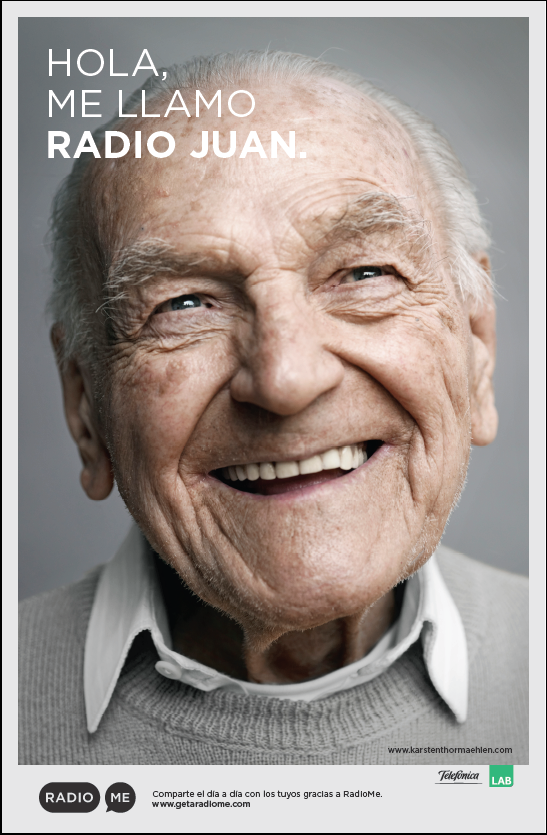 HOLA,
ME LLAMO
RADIO JUAN.
www.karstenthormaehlen.com
Telefónica
LAB
RADIO ME
Comparte el día a día con los tuyos gracias a RadioMe.
www.getaradiome.com